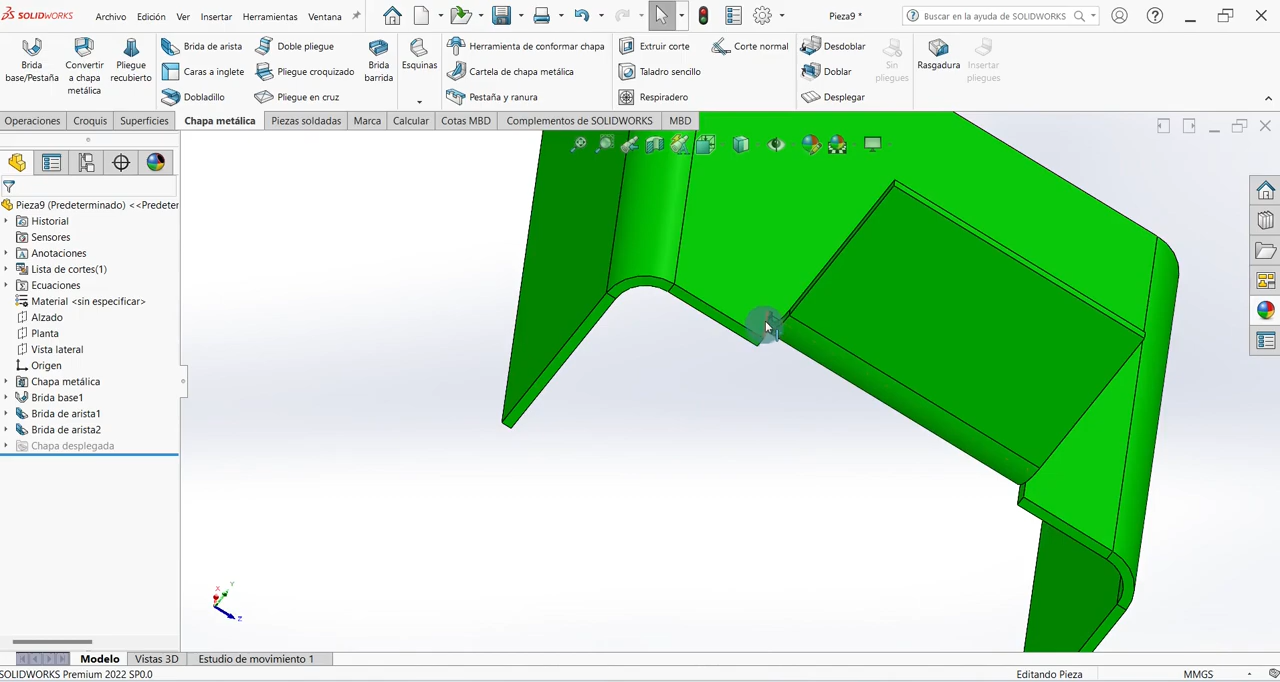 SOLIDWORKS Archivo Edición Ver Insertar Herramientas Ventana Pieza9 * Buscar en la ayuda de SOLIDWORKS
Brida base/Pestaña
Convertir a chapa metálica
Pliegue recubierto
Brida de arista
Caras a inglete
Dobladillo
Doble pliegue
Pliegue croquizado
Pliegue en cruz
Brida barrida
Esquinas
Herramienta de conformar chapa
Cartela de chapa metálica
Pestaña y ranura
Extruir corte
Taladro sencillo
Respiradero
Corte normal
Desdoblar
Doblar
Desplegar
Sin pliegues
Rasgadura
Insertar pliegues
Operaciones Croquis Superficies Chapa metálica Piezas soldadas Marca Calcular Cotas MBD Complementos de SOLIDWORKS MBD
Pieza9 (Predeterminado) <<Predeter
Historial
Sensores
Anotaciones
Lista de cortes(1)
Ecuaciones
Material <sin especificar>
Alzado
Planta
Vista lateral
Origen
Chapa metálica
Brida base1
Brida de arista1
Brida de arista2
Chapa desplegada
X Y Z
Modelo Vistas 3D Estudio de movimiento 1
SOLIDWORKS Premium 2022 SP0.0 Editando Pieza MMGS